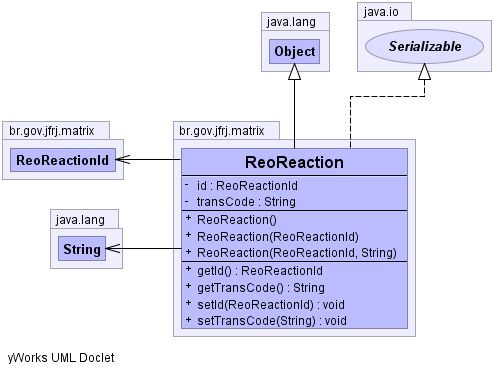 java.lang
Object
java.io
Serializable
br.gov.jfrj.matrix
ReoReactionId
java.lang
String
br.gov.jfrj.matrix
ReoReaction
- id : ReoReactionId
- transCode : String
+ ReoReaction()
+ ReoReaction(ReoReactionId)
+ ReoReaction(ReoReactionId, String)
+ getId() : ReoReactionId
+ getTransCode() : String
+ setId(ReoReactionId) : void
+ setTransCode(String) : void
yWorks UML Doclet